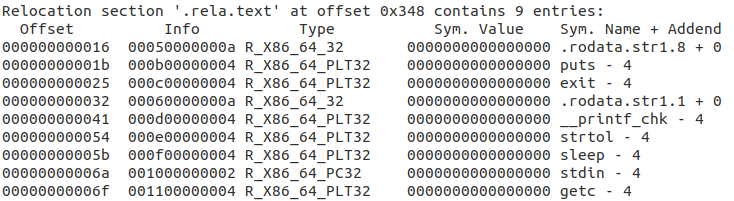 Relocation section '.rela.text' at offset 0x348 contains 9 entries:
  Offset          Info           Type           Sym. Value    Sym. Name + Addend
000000000016  00050000000a R_X86_64_32       0000000000000000 .rodata.str1.8 + 0
00000000001b  000b00000004 R_X86_64_PLT32    0000000000000000 puts - 4
000000000025  000c00000004 R_X86_64_PLT32    0000000000000000 exit - 4
000000000032  00060000000a R_X86_64_32       0000000000000000 .rodata.str1.1 + 0
000000000041  000d00000004 R_X86_64_PLT32    0000000000000000 __printf_chk - 4
000000000054  000e00000004 R_X86_64_PLT32    0000000000000000 strtol - 4
00000000005b  000f00000004 R_X86_64_PLT32    0000000000000000 sleep - 4
00000000006a  001000000002 R_X86_64_PC32     0000000000000000 stdin - 4
00000000006f  001100000004 R_X86_64_PLT32    0000000000000000 getc - 4